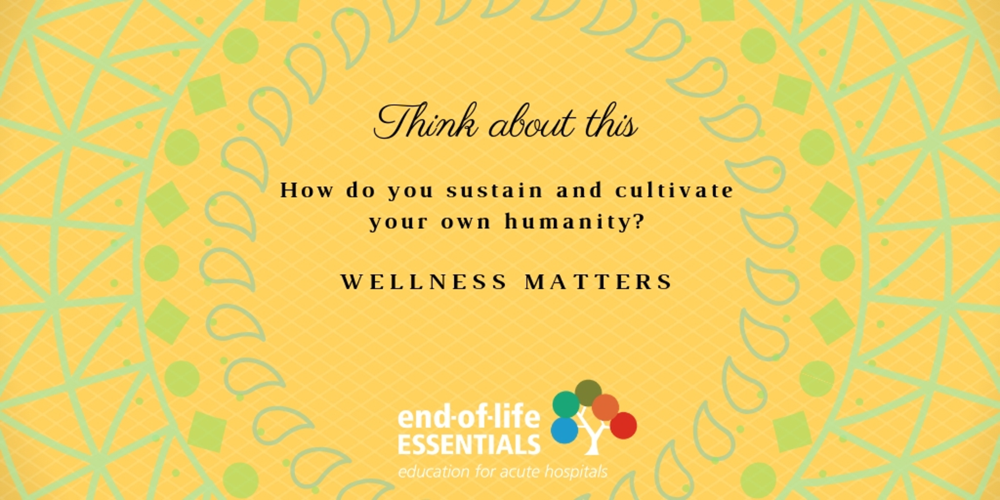 Think about this
How do you sustain and cultivate
your own humanity?
WELLNESS MATTERS
end-of-life
ESSENTIALS
education for acute hospitals